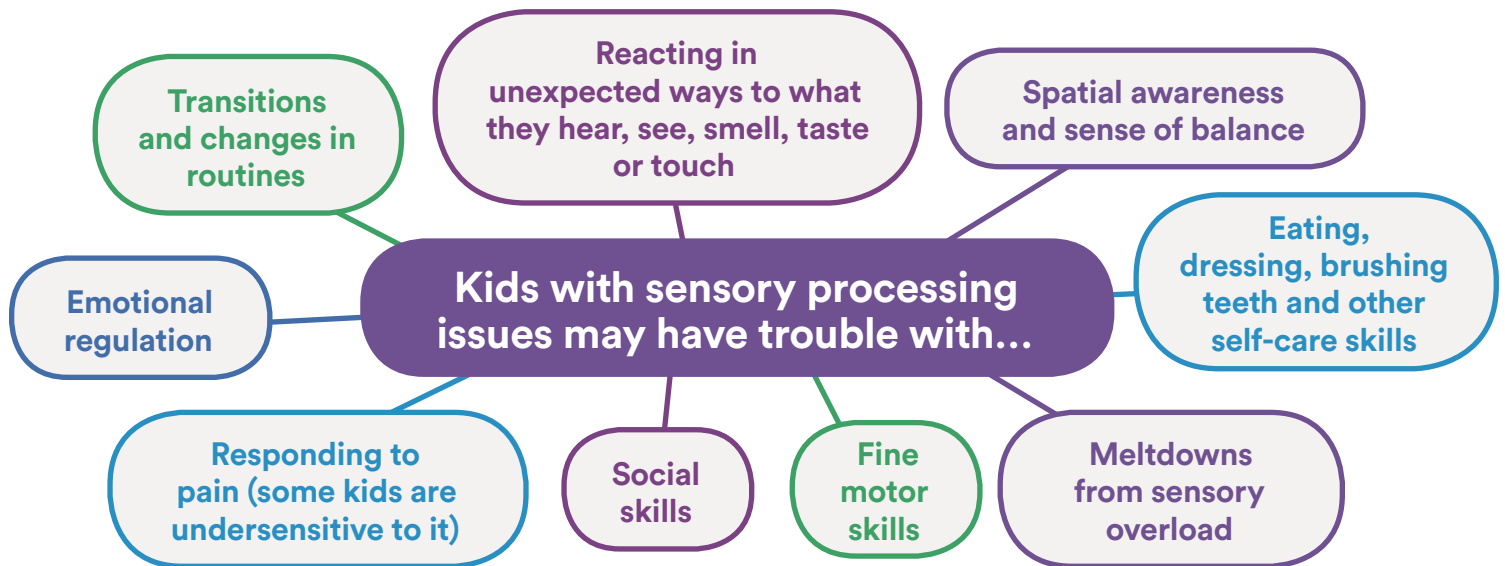 Reacting in
unexpected ways to what
they hear, see, smell, taste
or touch
Transitions
and changes in
routines
Spatial awareness
and sense of balance
Emotional
regulation
Kids with sensory processing
issues may have trouble with...
Eating,
dressing, brushing
teeth and other
self-care skills
Responding to
pain (some kids are
undersensitive to it)
Social
skills
Fine
motor
skills
Meltdowns
from sensory
overload